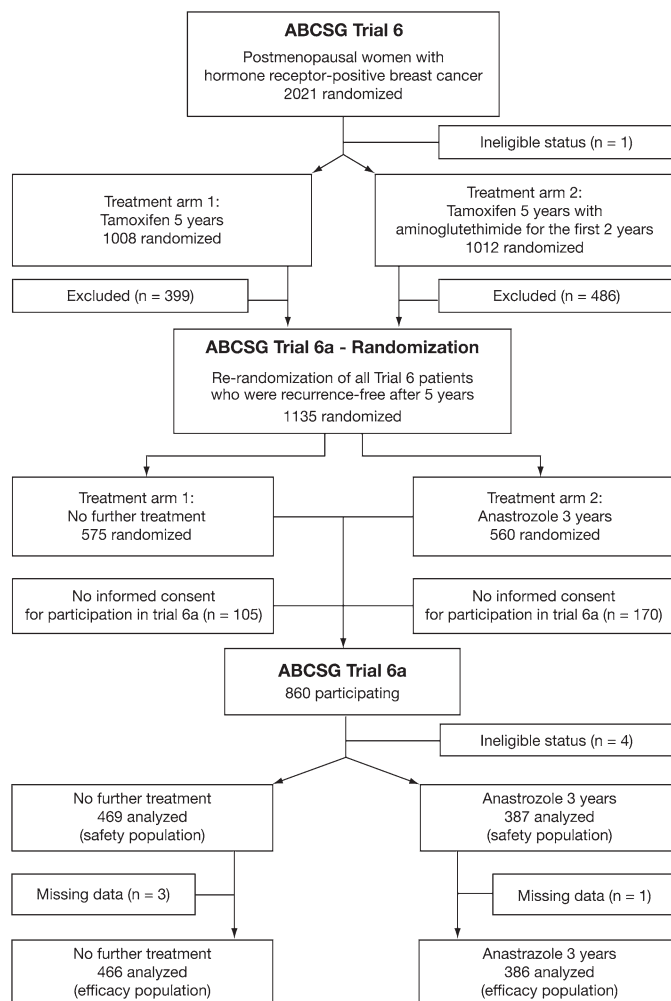 ABCSG Trial 6
Postmenopausal women with
hormone receptor-positive breast cancer
2021 randomized
Ineligible status (n = 1)
Treatment arm 1:
Tamoxifen 5 years
1008 randomized
Treatment arm 2:
Tamoxifen 5 years with
aminoglutethimide for the first 2 years
1012 randomized
Excluded (n = 399)
Excluded (n = 486)
ABCSG Trial 6a - Randomization
Re-randomization of all Trial 6 patients
who were recurrence-free after 5 years
1135 randomized
Treatment arm 1:
No further treatment
575 randomized
Treatment arm 2:
Anastrozole 3 years
560 randomized
No informed consent
for participation in trial 6a (n = 105)
No informed consent
for participation in trial 6a (n = 170)
ABCSG Trial 6a
860 participating
Ineligible status (n = 4)
No further treatment
469 analyzed
(safety population)
Anastrozole 3 years
387 analyzed
(safety population)
Missing data (n = 3)
Missing data (n = 1)
No further treatment
466 analyzed
(efficacy population)
Anastrazole 3 years
386 analyzed
(efficacy population)